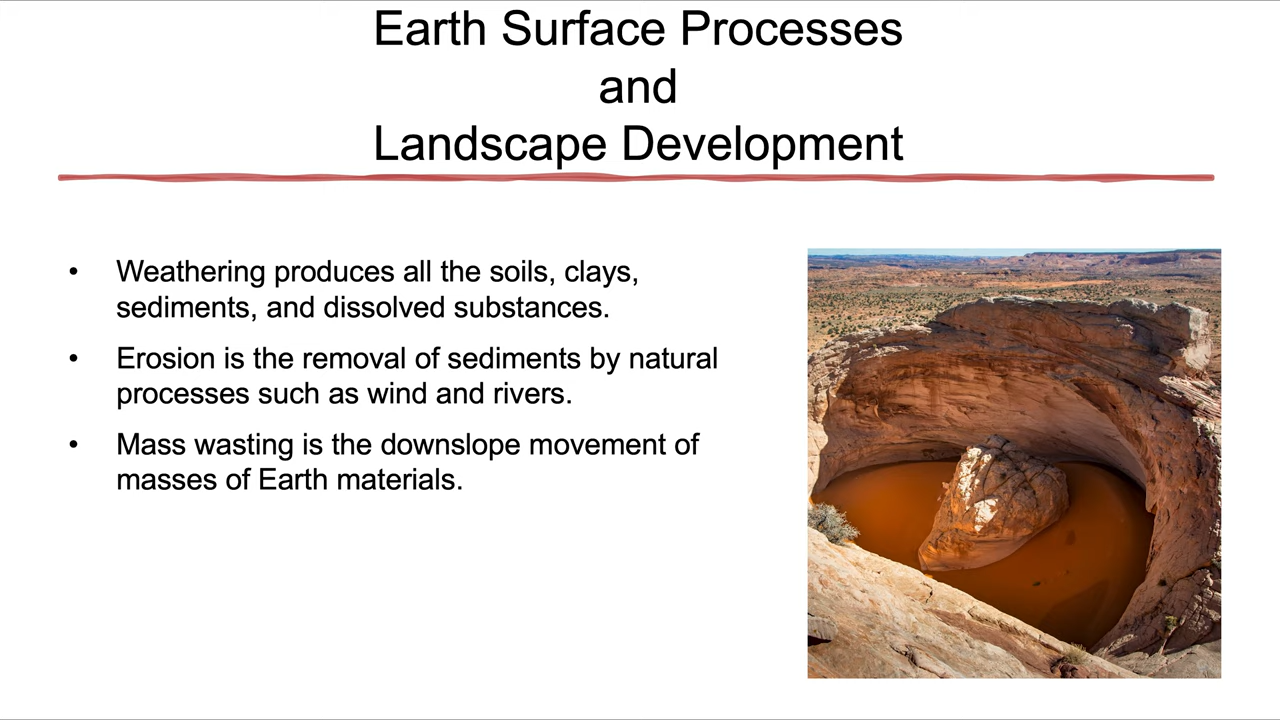 Earth Surface Processes
and
Landscape Development
• Weathering produces all the soils, clays,
sediments, and dissolved substances.
• Erosion is the removal of sediments by natural
processes such as wind and rivers.
• Mass wasting is the downslope movement of
masses of Earth materials.